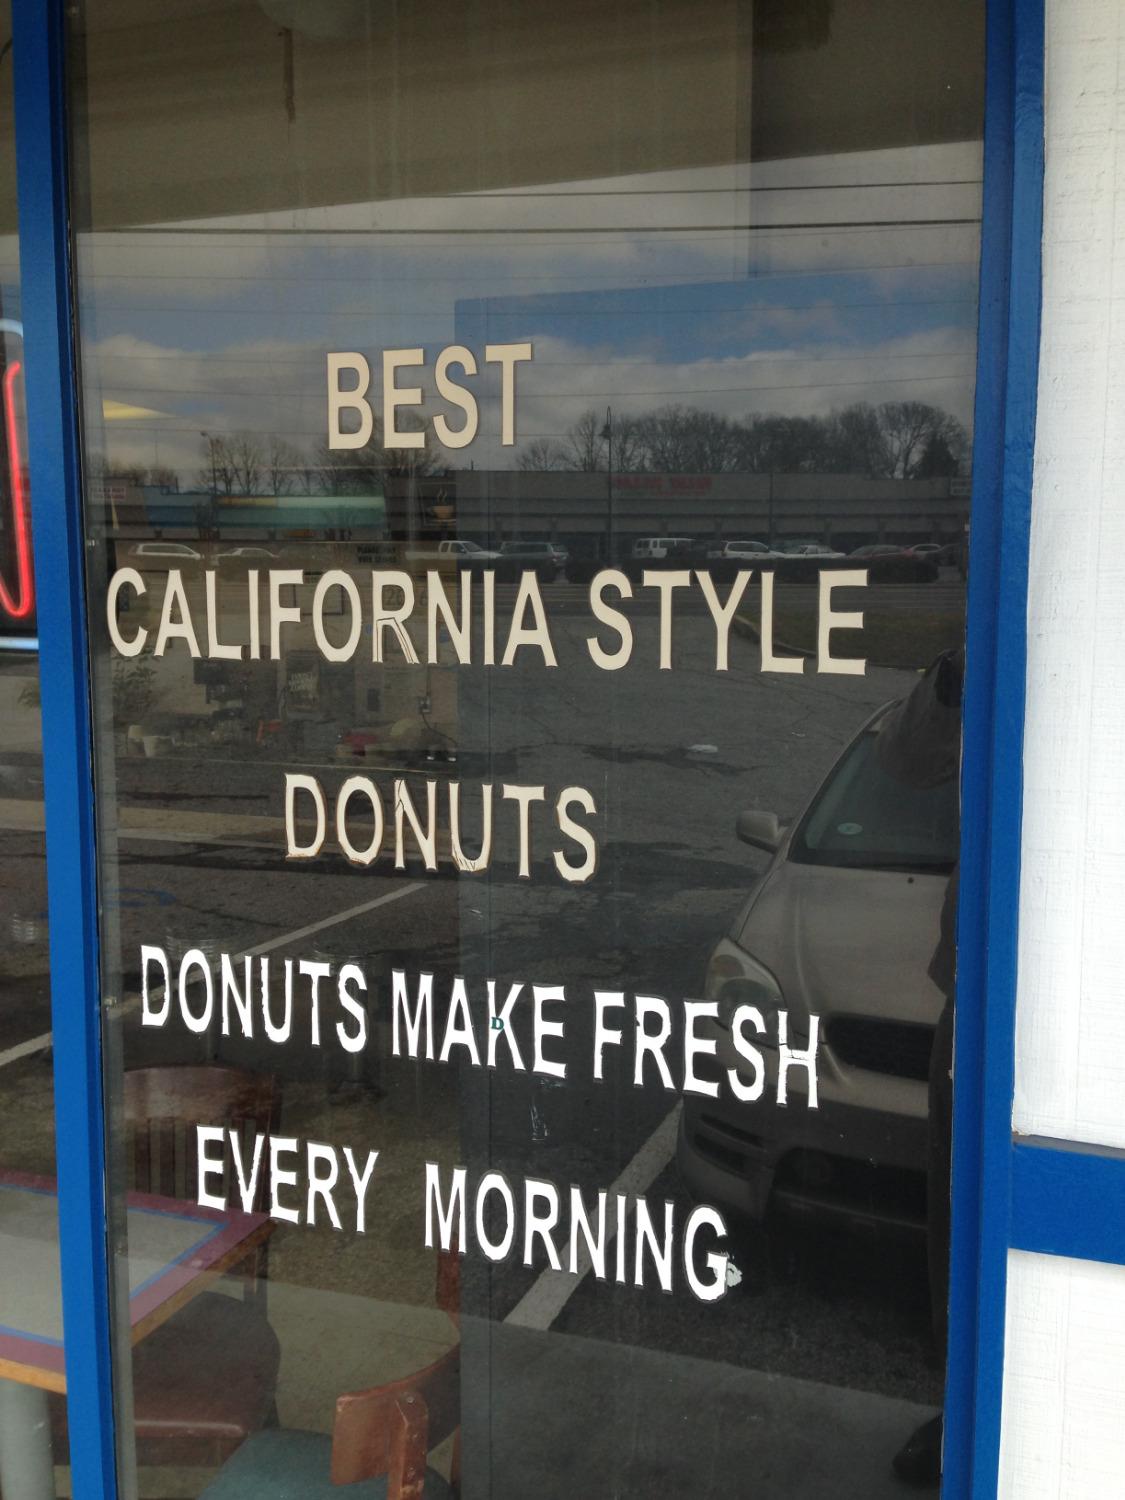 BEST
CALIFORNIA STYLE
DONUTS
DONUTS MAKE FRESH
D
EVERY MORNING